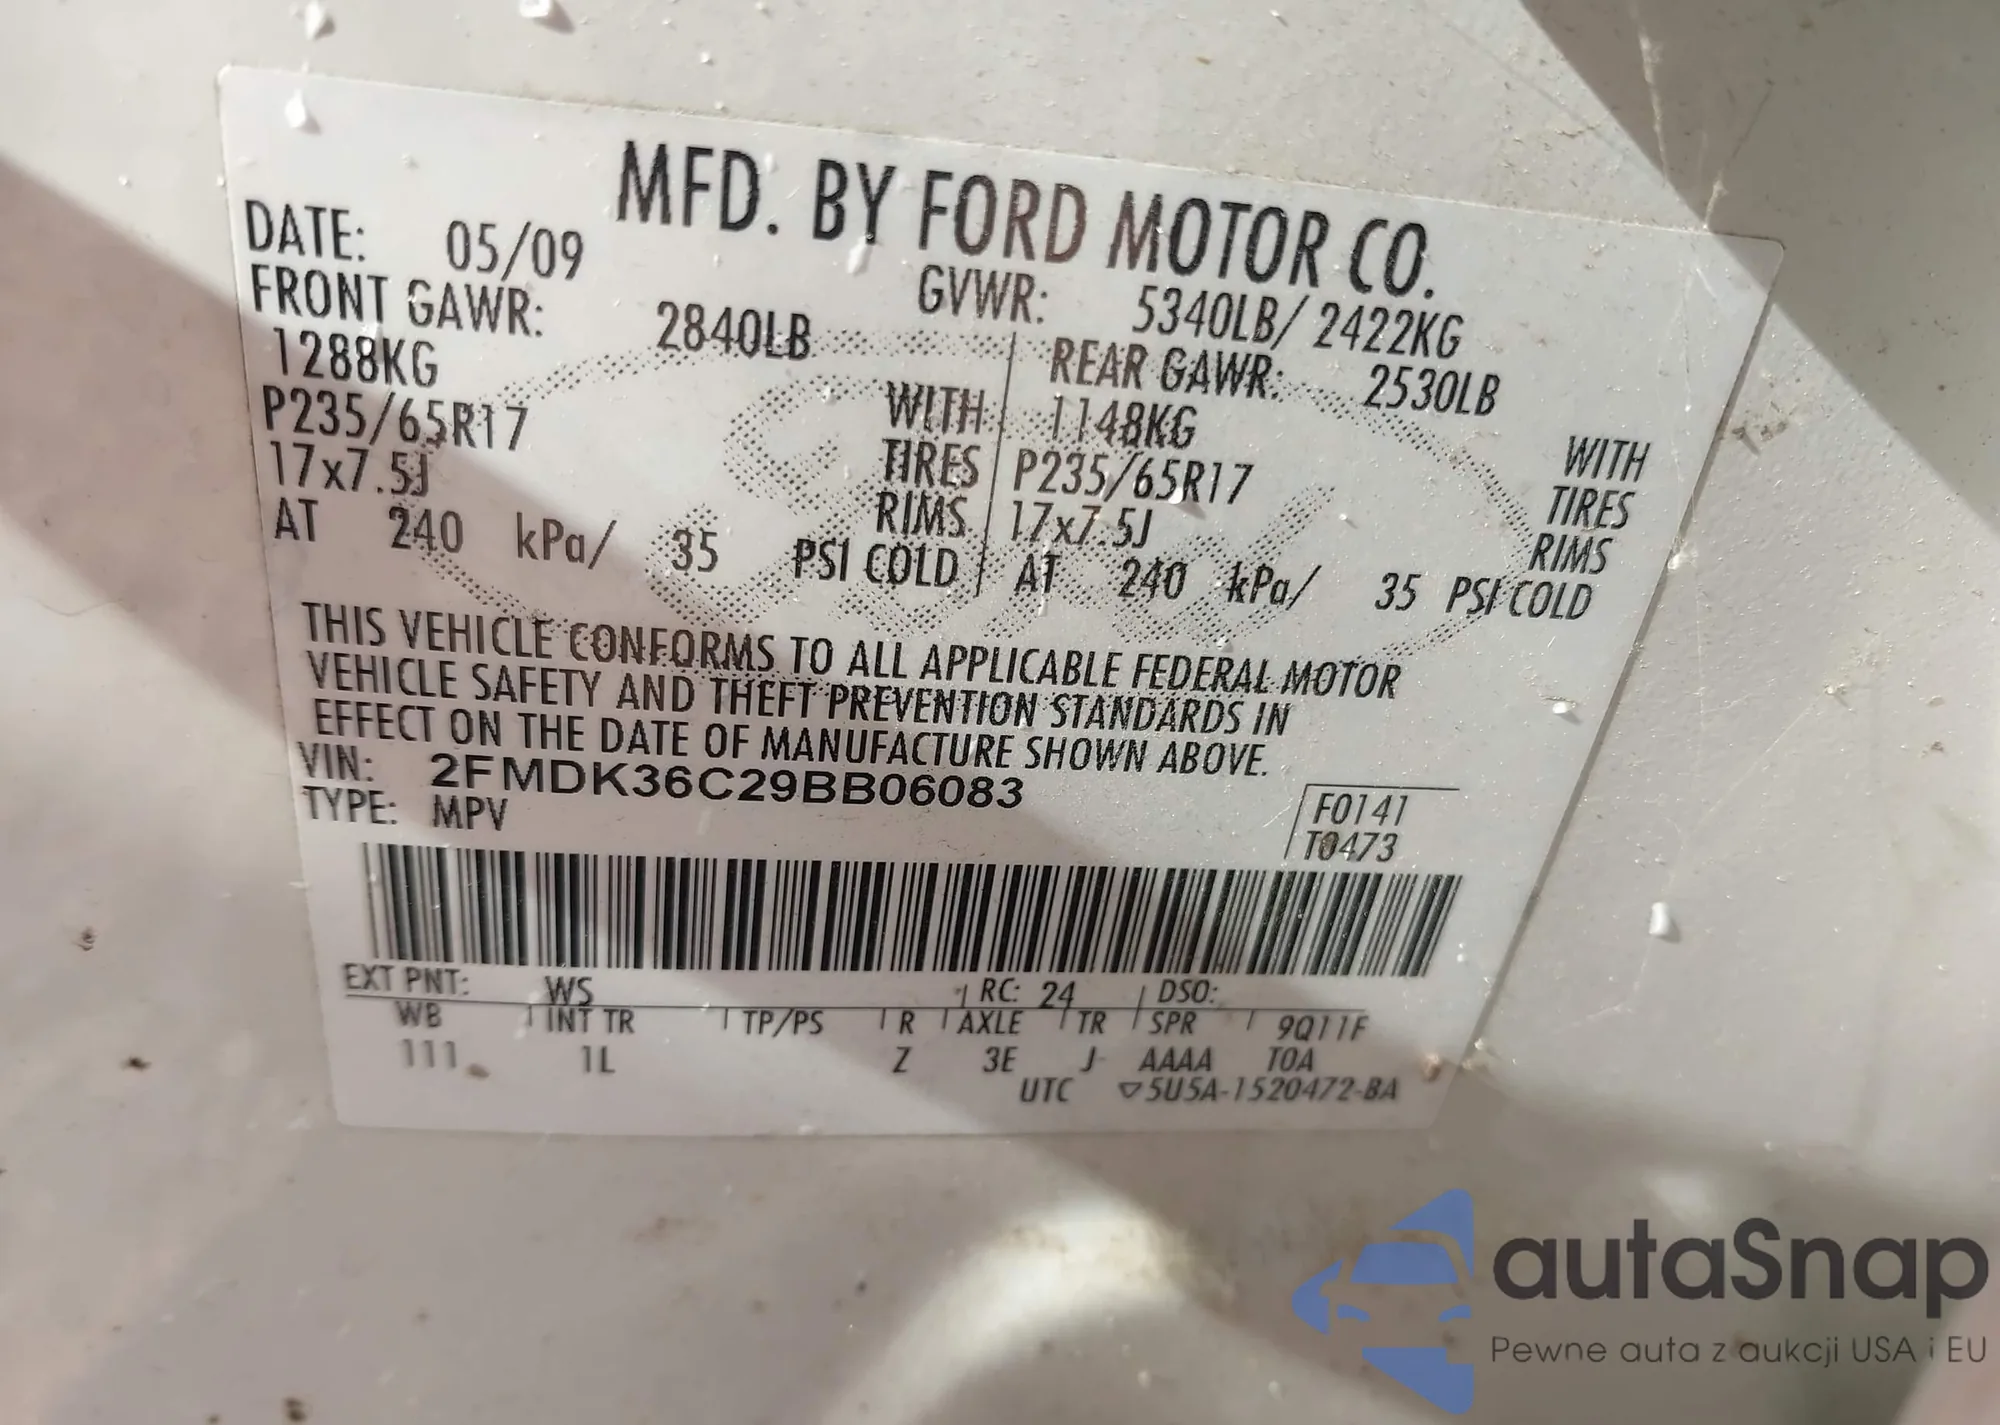 MFD. BY FORD MOTOR CO.
DATE: 05/09
GVWR: 5340LB/ 2422KG
FRONT GAWR: 2840LB
1288KG WITH
P235/65R17 TIRES
17x7.5J RIMS
AT 240 kPa/ 35 PSI COLD
REAR GAWR: 2530LB
1148KG WITH
P235/65R17 TIRES
17x7.5J RIMS
AT 240 kPa/ 35 PSI COLD
THIS VEHICLE CONFORMS TO ALL APPLICABLE FEDERAL MOTOR
VEHICLE SAFETY AND THEFT PREVENTION STANDARDS IN
EFFECT ON THE DATE OF MANUFACTURE SHOWN ABOVE.
VIN: 2FMDK36C29BB06083
TYPE: MPV
F0141
T0473
EXT PNT: WS RC: 24 DSO:
WB INT TR TP/PS R AXLE TR SPR 9Q11F
111 1L Z 3E J AAAA T0A
UTC ▽5U5A-1520472-BA
autaSnap
Pewne auta z aukcji USA i EU